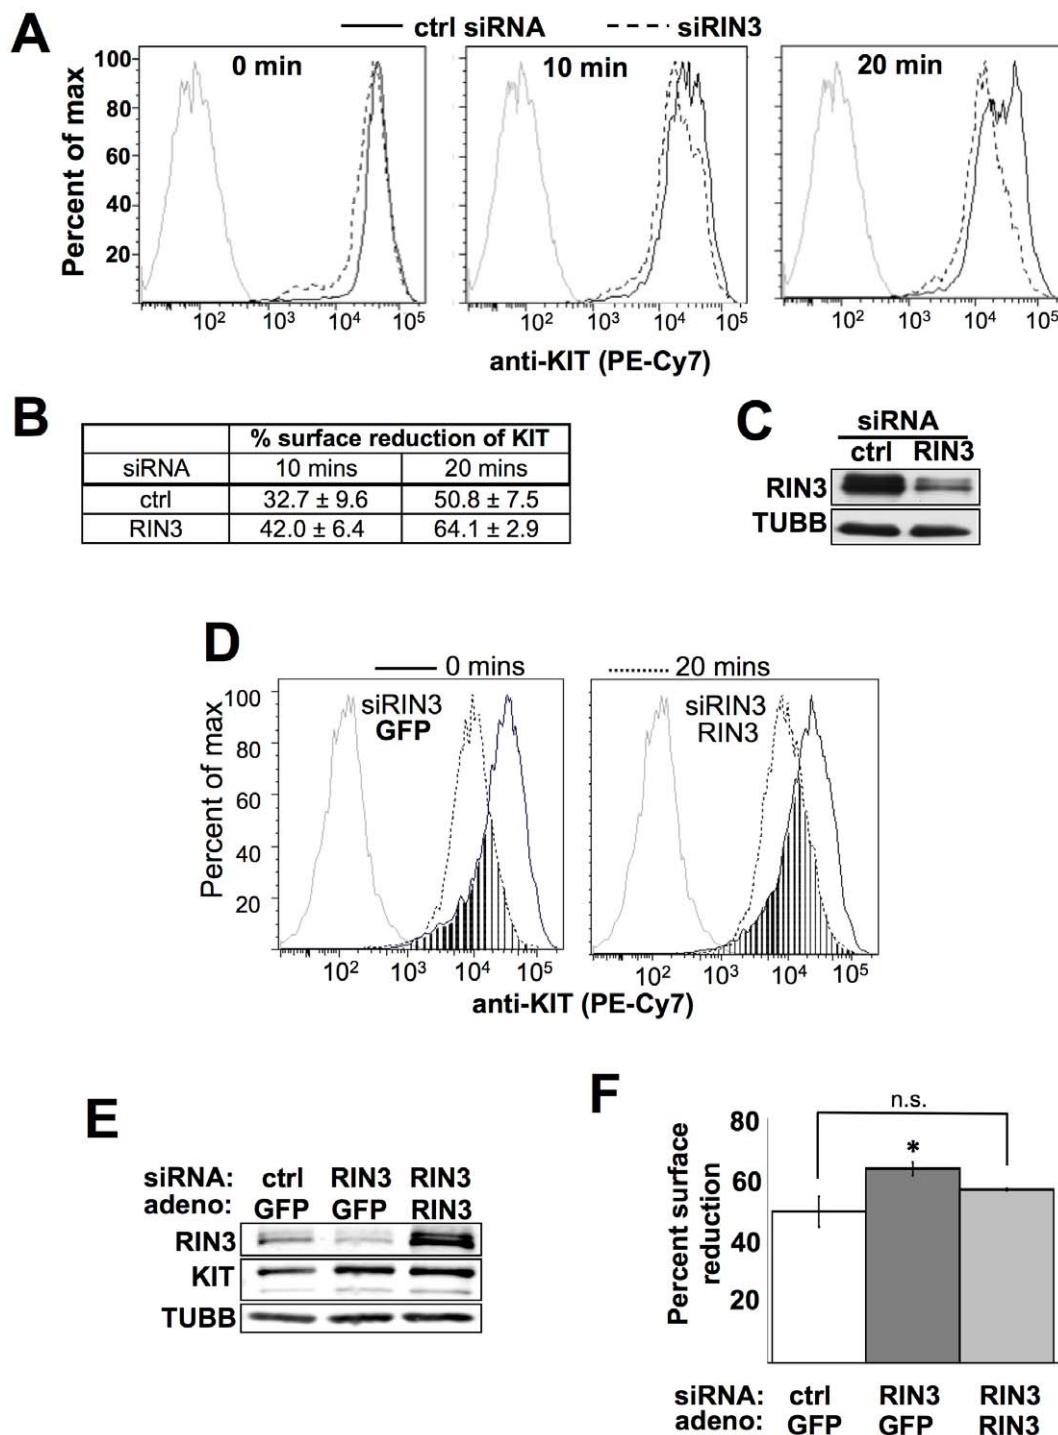 A
ctrl siRNA siRIN3
0 min 10 min 20 min
Percent of max
100
80
60
40
20
10² 10³ 10⁴ 10⁵ 10² 10³ 10⁴ 10⁵ 10² 10³ 10⁴ 10⁵
anti-KIT (PE-Cy7)
B
% surface reduction of KIT
siRNA 10 mins 20 mins
ctrl 32.7 ± 9.6 50.8 ± 7.5
RIN3 42.0 ± 6.4 64.1 ± 2.9
C
siRNA
ctrl RIN3
RIN3
TUBB
D
0 mins 20 mins
siRIN3 siRIN3
GFP RIN3
Percent of max
100
80
60
40
20
10² 10³ 10⁴ 10⁵ 10² 10³ 10⁴ 10⁵
anti-KIT (PE-Cy7)
E
siRNA: ctrl RIN3 RIN3
adeno: GFP GFP RIN3
RIN3
KIT
TUBB
F
n.s.
*
Percent surface
reduction
80
60
40
20
siRNA: ctrl RIN3 RIN3
adeno: GFP GFP RIN3